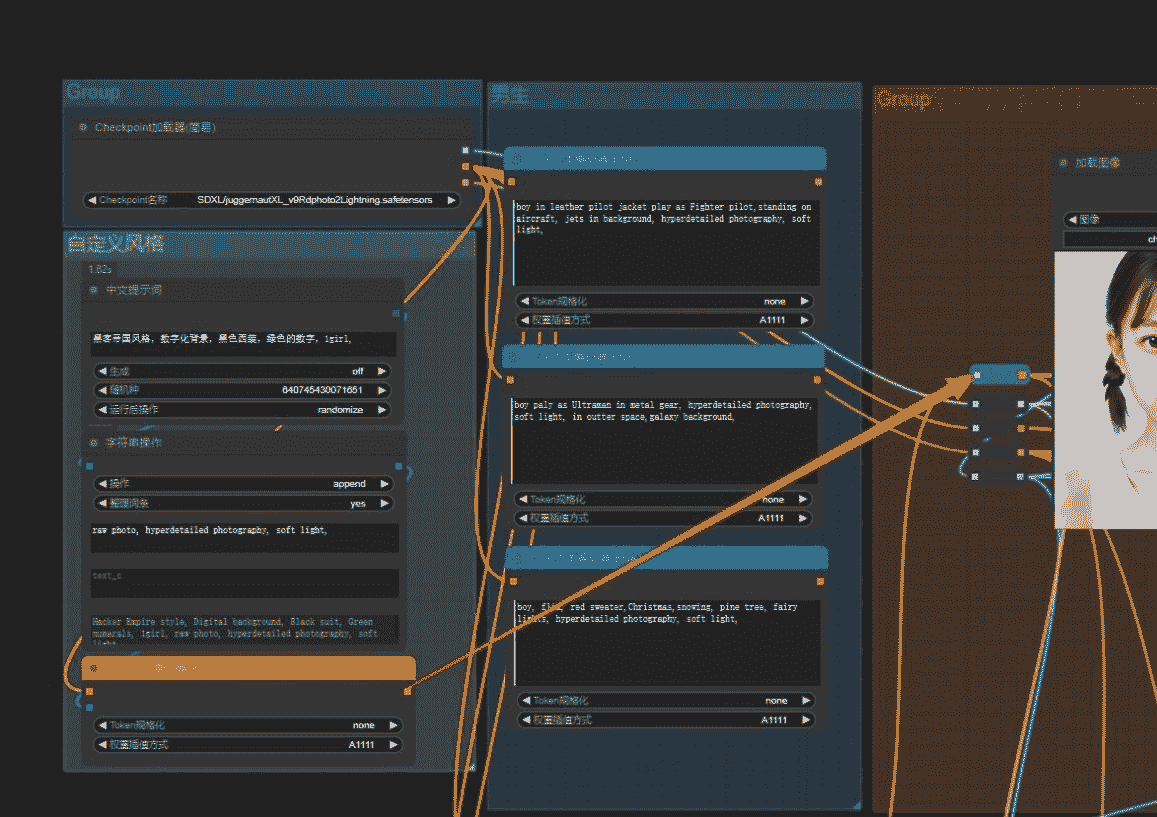 Group
Checkpoint加载器(简易)
Checkpoint名称
SDXL/juggernautXL_v9Rdphoto2Lightning.safetensors
自定义风格
1.82s
中文提示词
黑客帝国风格, 数字化背景, 黑色西装, 绿色的数字, 1girl,
生成 off
随机种 640745430071651
运行后操作 randomize
字符串操作
操作 append
整理词条 yes
raw photo, hyperdetailed photography, soft light,
text_c
Hacker Empire style, Digital background, Black suit, Green
numerals, 1girl, raw photo, hyperdetailed photography, soft
light,
Token规格化 none
权重插值方式 A1111
男生
boy in leather pilot jacket play as Fighter pilot,standing on
aircraft, jets in background, hyperdetailed photography, soft
light,
Token规格化 none
权重插值方式 A1111
boy paly as Ultraman in metal gear, hyperdetailed photography,
soft light, in outter space,galaxy background,
Token规格化 none
权重插值方式 A1111
boy, red sweater,Christmas,snowing, pine tree, fairy
lights, hyperdetailed photography, soft light,
Token规格化 none
权重插值方式 A1111
Group
加载图像
图像
ch